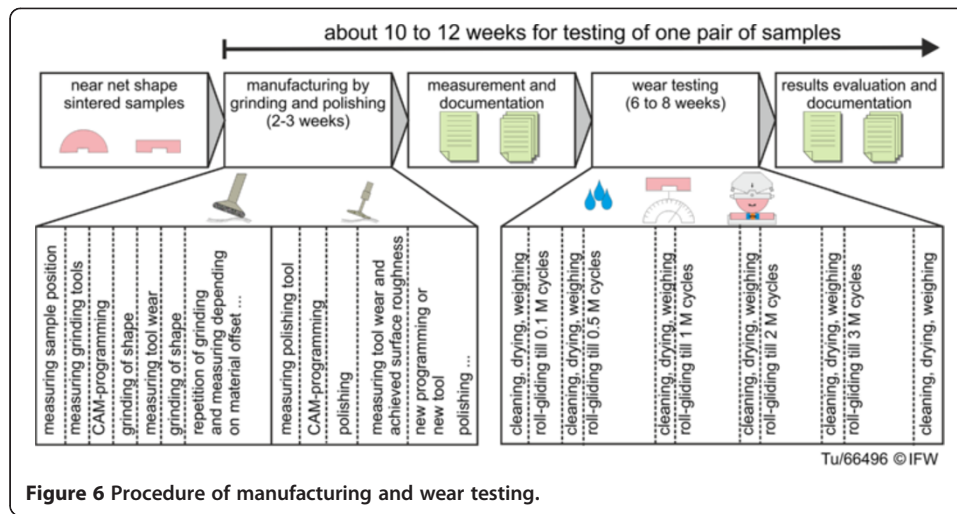 about 10 to 12 weeks for testing of one pair of samples
near net shape
sintered samples
manufacturing by
grinding and polishing
(2-3 weeks)
measurement and
documentation
wear testing
(6 to 8 weeks)
results evaluation and
documentation
measuring sample position
measuring grinding tools
CAM-programming
grinding of shape
measuring tool wear
grinding of shape
repetition of grinding
and measuring depending
on material offset ...
measuring polishing tool
CAM-programming
polishing
measuring tool wear and
achieved surface roughness
new programming or
new tool
polishing ...
cleaning, drying, weighing
roll-gliding till 0.1 M cycles
cleaning, drying, weighing
roll-gliding till 0.5 M cycles
cleaning, drying, weighing
roll-gliding till 1 M cycles
cleaning, drying, weighing
roll-gliding till 2 M cycles
cleaning, drying, weighing
roll-gliding till 3 M cycles
cleaning, drying, weighing
Tu/66496 © IFW
Figure 6 Procedure of manufacturing and wear testing.